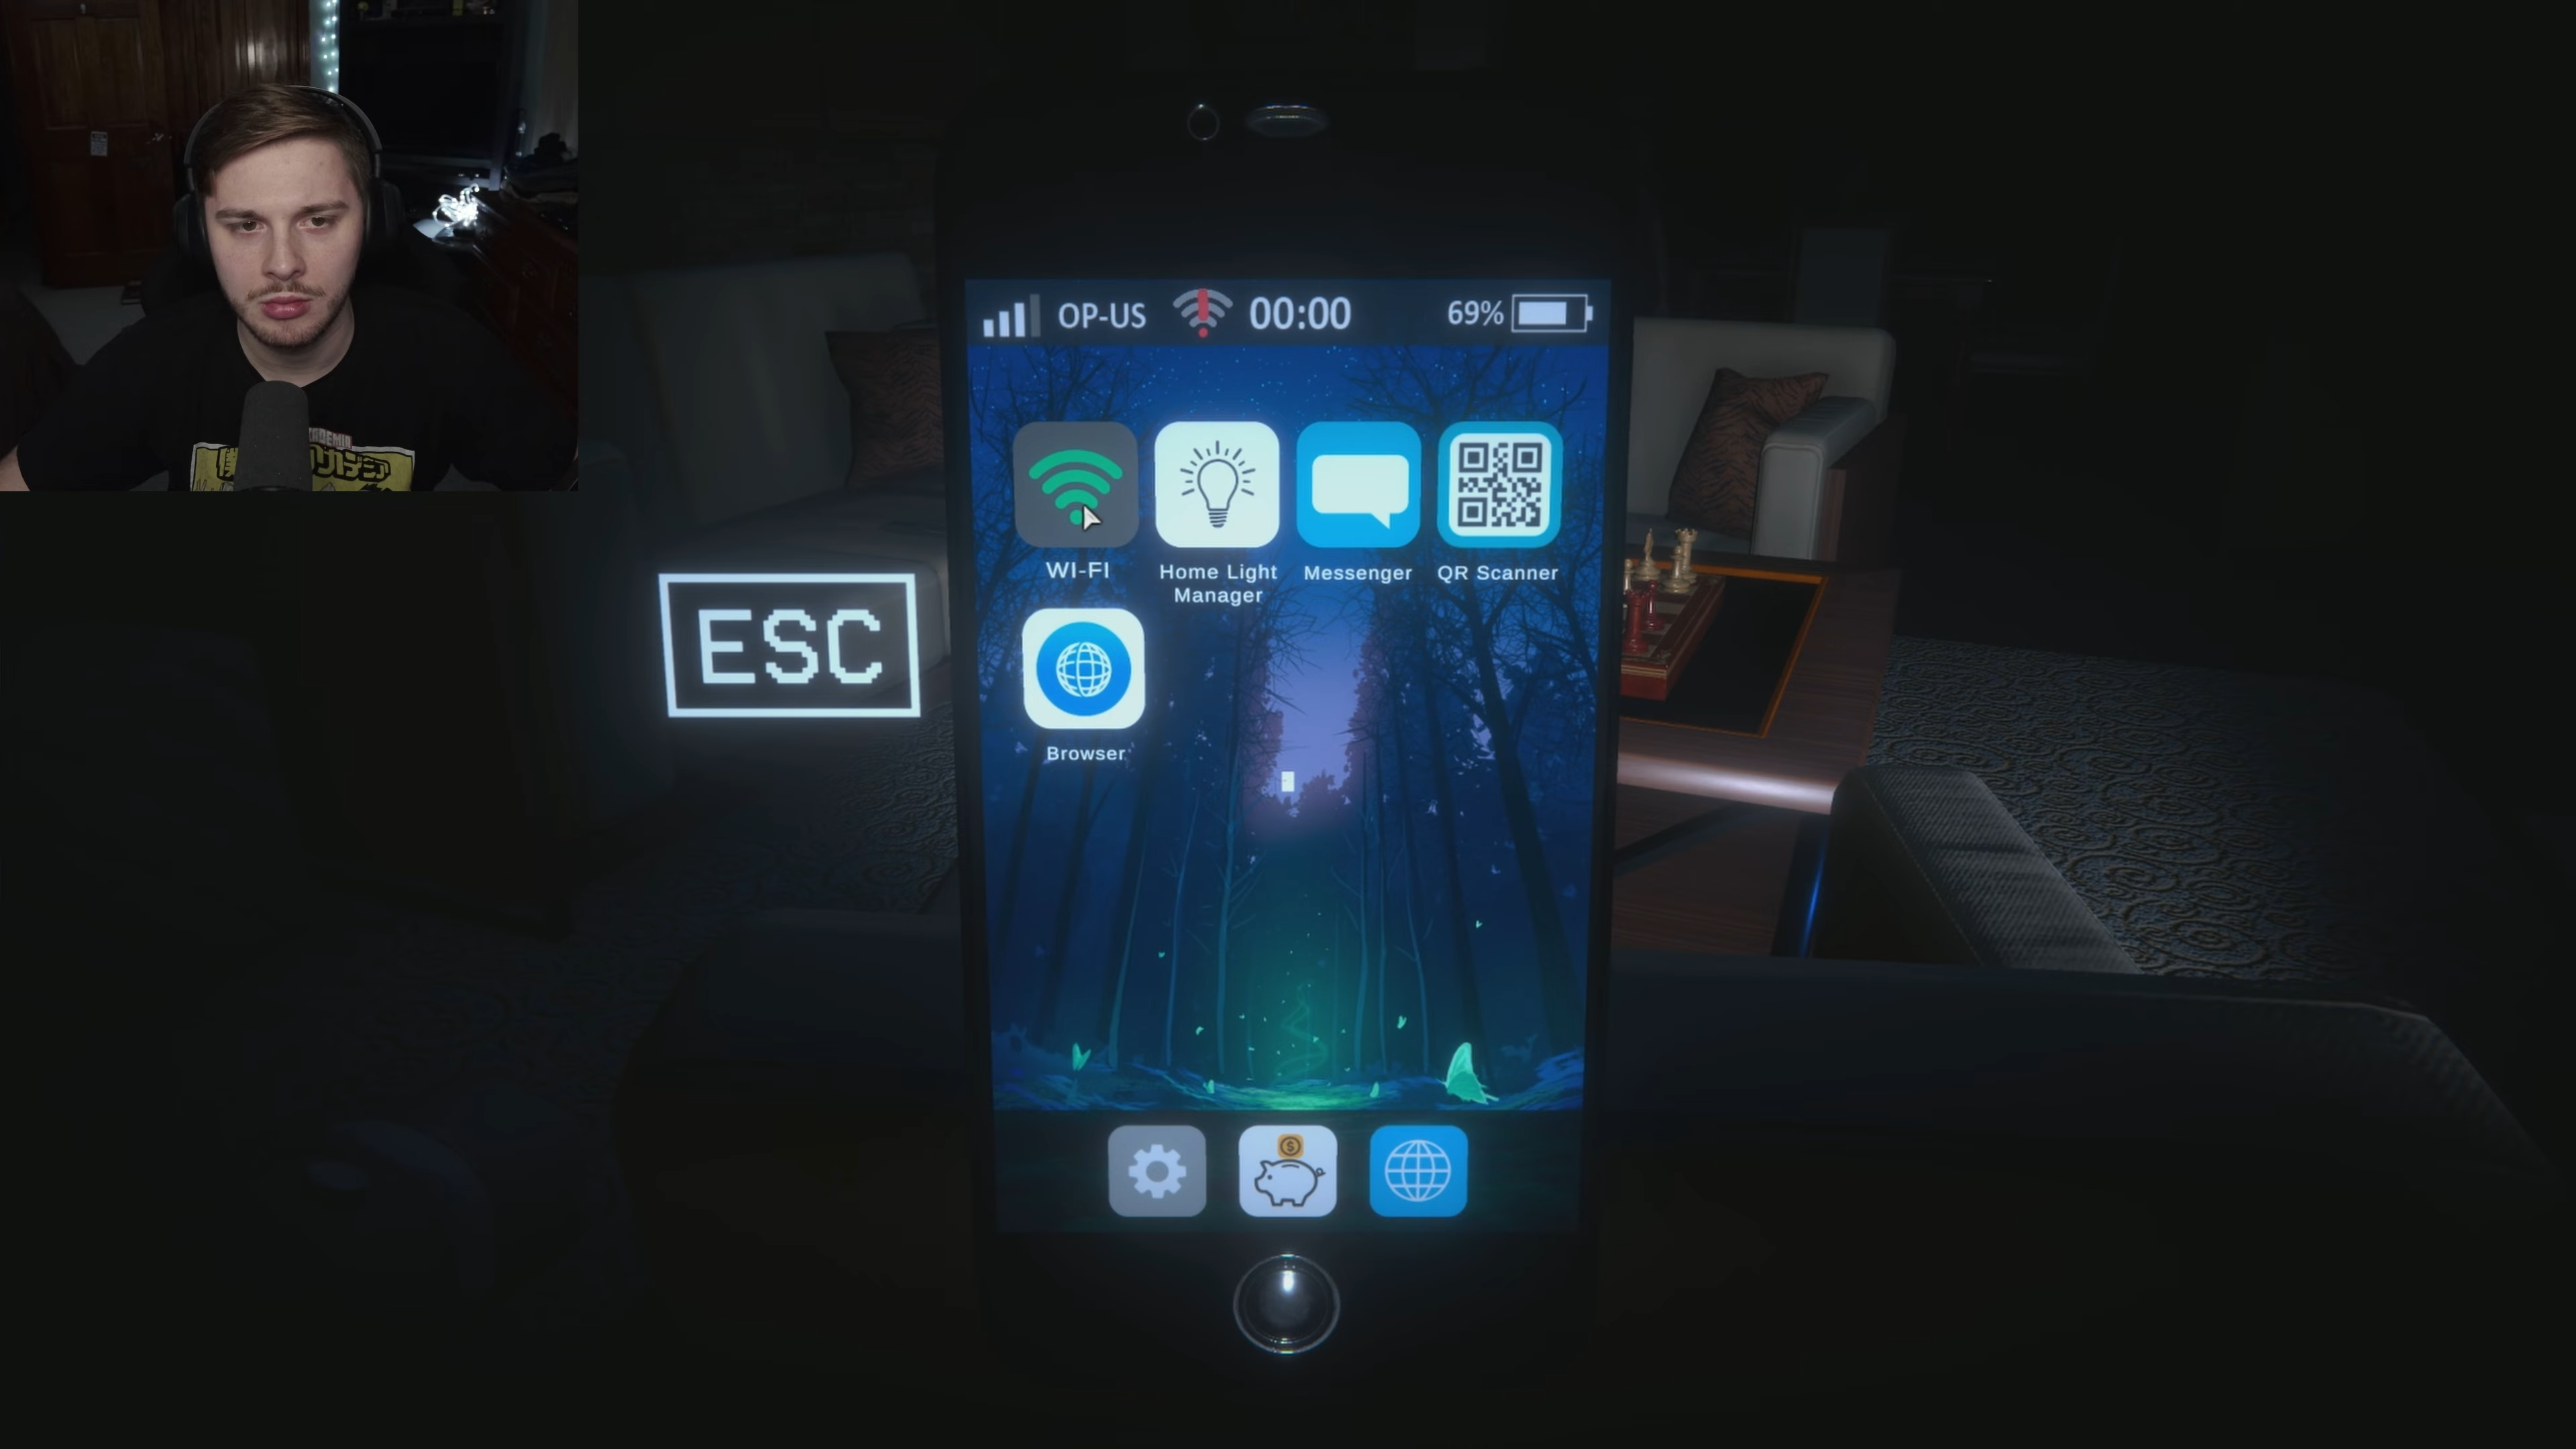 OP-US
00:00
69%
WI-FI
Home Light
Manager
Messenger
QR Scanner
ESC
Browser